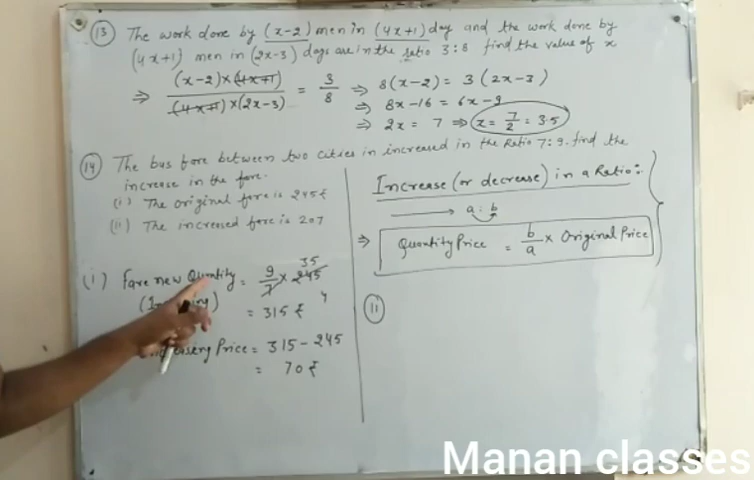 (13) The work done by (x-2) men in (4x+1) day and the work done by
(4x+1) men in (2x-3) days are in the ratio 3:8 find the value of x
⇒ (x-2)×(4x+1) / (4x+1)×(2x-3) = 3/8 ⇒ 8(x-2) = 3(2x-3)
⇒ 8x-16 = 6x-9
⇒ 2x = 7 ⇒ x = 7/2 = 3.5
(14) The bus fare between two cities in increased in the Ratio 7:9. find the
increase in the fare.
(i) The original fare is 245₹
(ii) The increased fare is 207
(i) Fare new Quantity = 9/7 × 245
35
= 315 ₹
Price = 315 - 245
= 70₹
Increase (or decrease) in a Ratio:
→ a:b
⇒ Quantity Price = b/a × Original Price
(11)
Manan classes